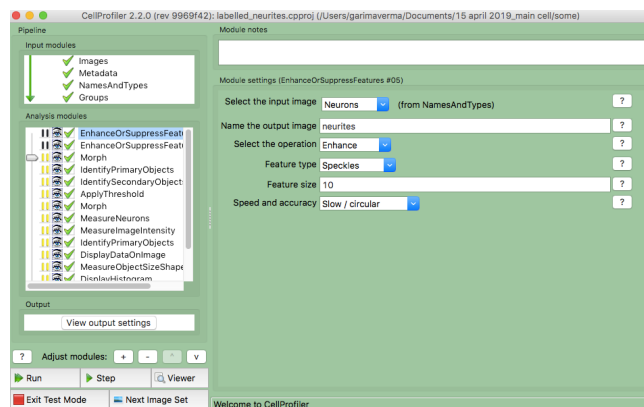 CellProfiler 2.2.0 (rev 9969f42): labelled_neurites.cpproj (/Users/garimaverma/Documents/15 april 2019_main cell/some)
Pipeline
Module notes
Input modules
Images
Metadata
NamesAndTypes
Groups
Module settings (EnhanceOrSuppressFeatures #05)
Select the input image Neurons (from NamesAndTypes) ?
Name the output image neurites ?
Select the operation Enhance ?
Feature type Speckles ?
Feature size 10 ?
Speed and accuracy Slow / circular ?
Analysis modules
EnhanceOrSuppressFeat
EnhanceOrSuppressFeat
Morph
IdentifyPrimaryObjects
IdentifySecondaryObjects
ApplyThreshold
Morph
MeasureNeurons
MeasureImageIntensity
IdentifyPrimaryObjects
DisplayDataOnImage
MeasureObjectSizeShape
DisplayHistogram
Output
View output settings
? Adjust modules: + - ^ v
Run Step Viewer
Exit Test Mode Next Image Set
Welcome to CellProfiler